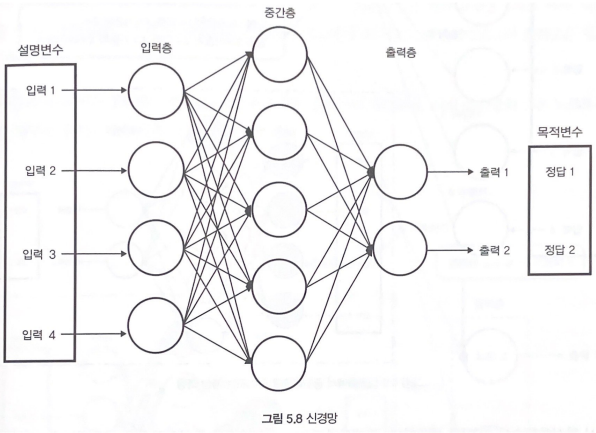 중간층
설명변수
입력층
출력층
입력 1
입력 2
입력 3
입력 4
목적변수
출력 1
정답 1
출력 2
정답 2
그림 5.8 신경망